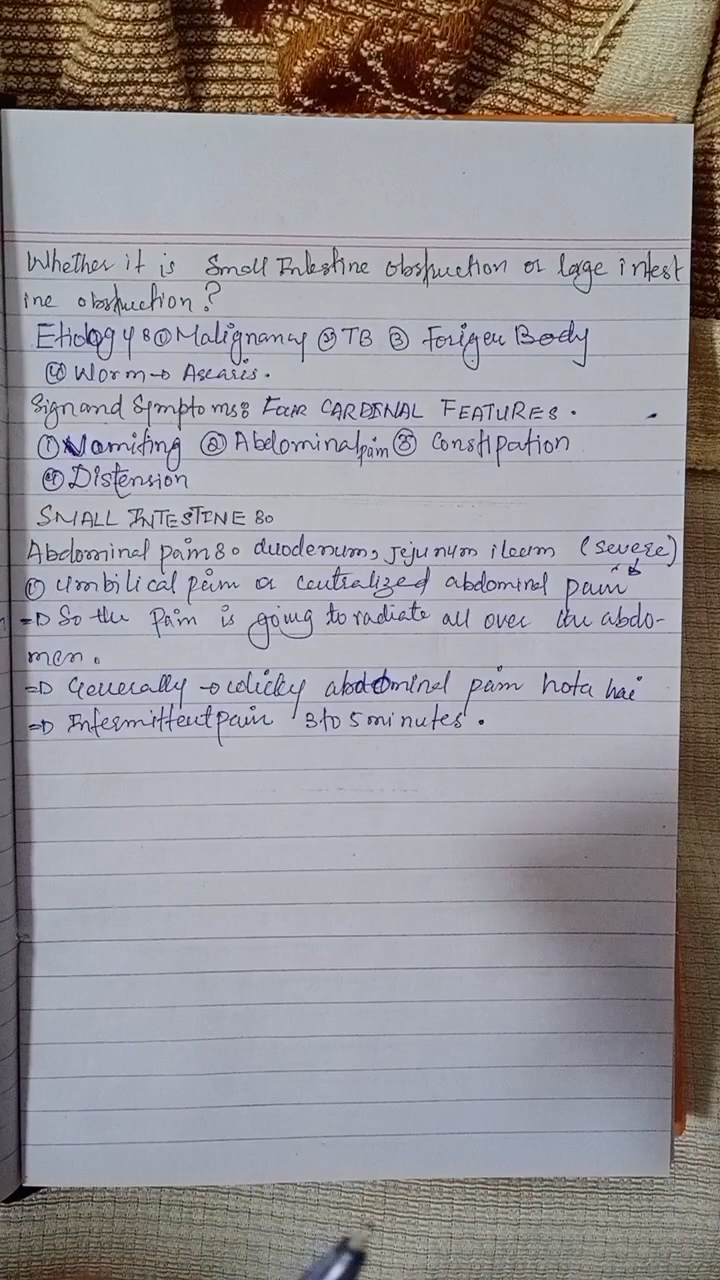 Whether it is Small Intestine obstruction or large intest
ine obstruction?
Etiology: ① Malignancy ② TB ③ Forigen Body
④ Worm → Ascaris.
Sign and Symptoms: FOUR CARDINAL FEATURES.
① Vomiting ② Abdominal pain ③ Constipation
④ Distension
SMALL INTESTINE :
Abdominal pain : duodenum, jejunum ileum (severe)
① umbilical pain or centralized abdominal pain
⇒ So the pain is going to radiate all over the abdo-
men.
⇒ Generally → colicky abdominal pain hota hai
⇒ Intermittent pain 3 to 5 minutes.